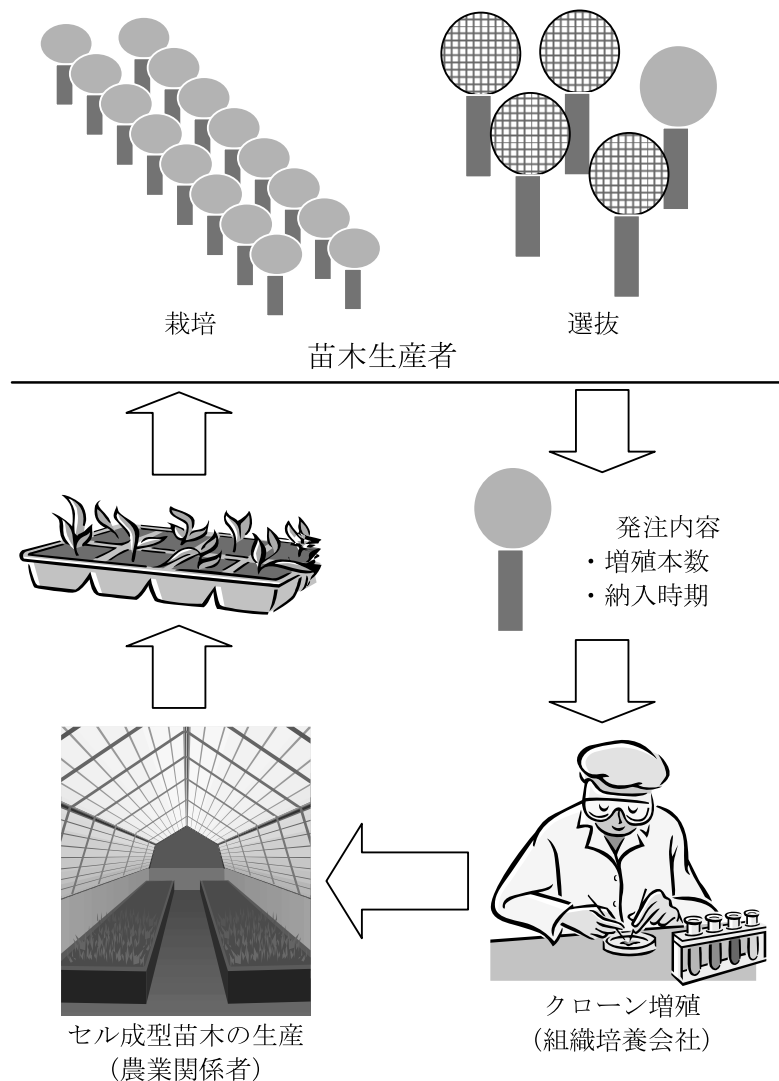 栽培
選抜
苗木生産者
発注内容
・増殖本数
・納入時期
クローン増殖
（組織培養会社）
セル成型苗木の生産
（農業関係者）